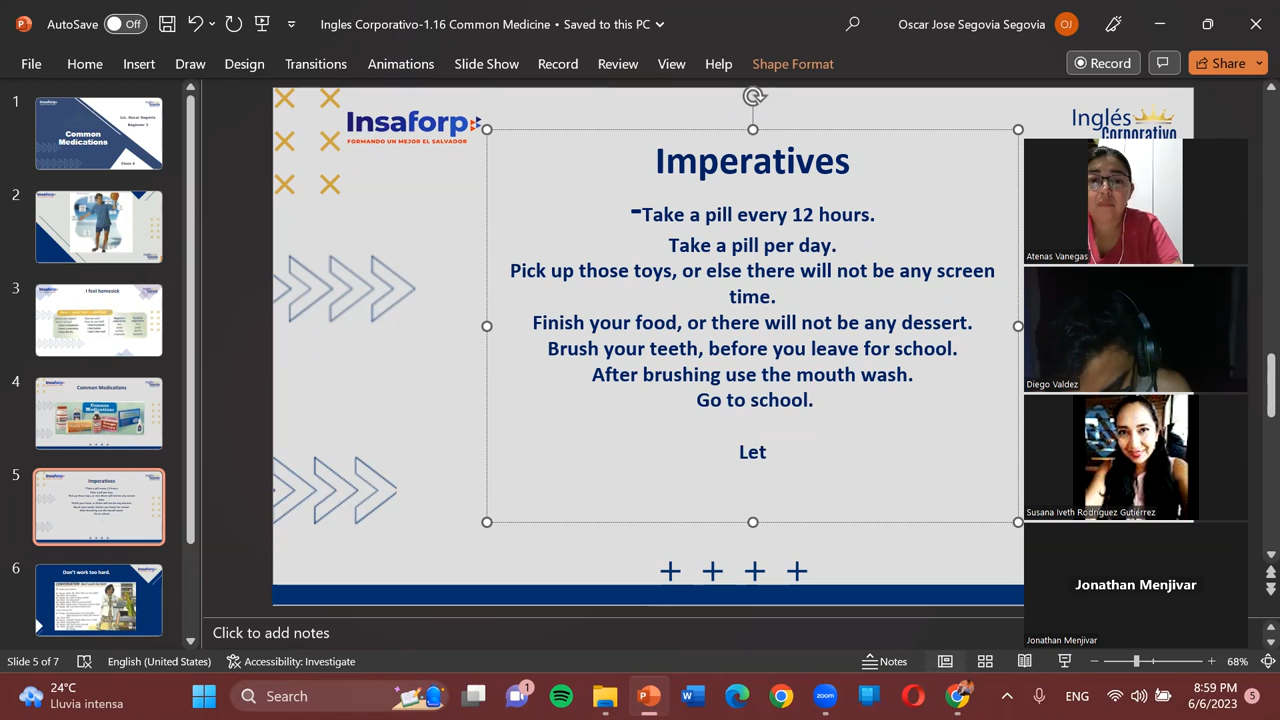 AutoSave
Off
Ingles Corporativo-1.16 Common Medicine • Saved to this PC
Oscar Jose Segovia Segovia
OJ
File
Home
Insert
Draw
Design
Transitions
Animations
Slide Show
Record
Review
View
Help
Shape Format
Record
Share
1
Common
Medications
2
3
I feel homesick
4
Common Medications
5
Imperatives
6
Don't work too hard.
Insaforp
FORMANDO UN MEJOR EL SALVADOR
Inglés
Corporativo
Imperatives
-Take a pill every 12 hours.
Take a pill per day.
Pick up those toys, or else there will not be any screen
time.
Finish your food, or there will not be any dessert.
Brush your teeth, before you leave for school.
After brushing use the mouth wash.
Go to school.
Let
Atenas Vanegas
Diego Valdez
Susana Iveth Rodríguez Gutiérrez
Jonathan Menjivar
Jonathan Menjivar
Click to add notes
Slide 5 of 7
English (United States)
Accessibility: Investigate
Notes
68%
24°C
Lluvia intensa
Search
1
zoom
ENG
8:59 PM
6/6/2023
5